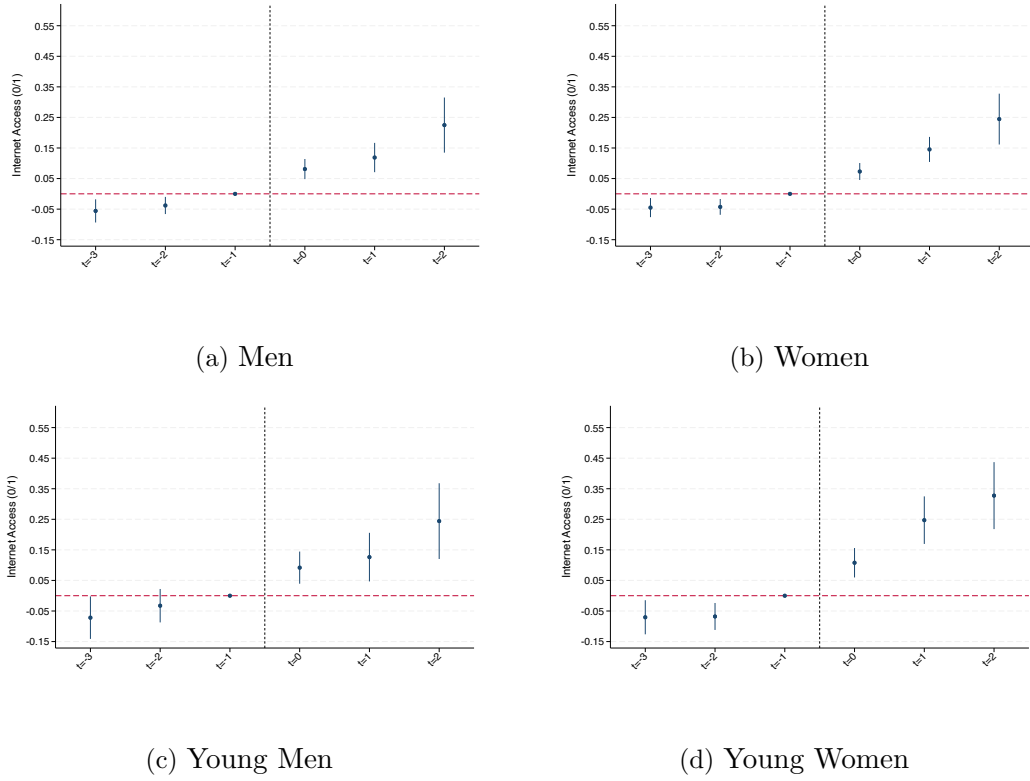 0.55
0.45
0.35
0.25
0.15
0.05
-0.05
-0.15
Internet Access (0/1)
t=-3
t=-2
t=-1
t=0
t=1
t=2
(a) Men
0.55
0.45
0.35
0.25
0.15
0.05
-0.05
-0.15
Internet Access (0/1)
t=-3
t=-2
t=-1
t=0
t=1
t=2
(b) Women
0.55
0.45
0.35
0.25
0.15
0.05
-0.05
-0.15
Internet Access (0/1)
t=-3
t=-2
t=-1
t=0
t=1
t=2
(c) Young Men
0.55
0.45
0.35
0.25
0.15
0.05
-0.05
-0.15
Internet Access (0/1)
t=-3
t=-2
t=-1
t=0
t=1
t=2
(d) Young Women